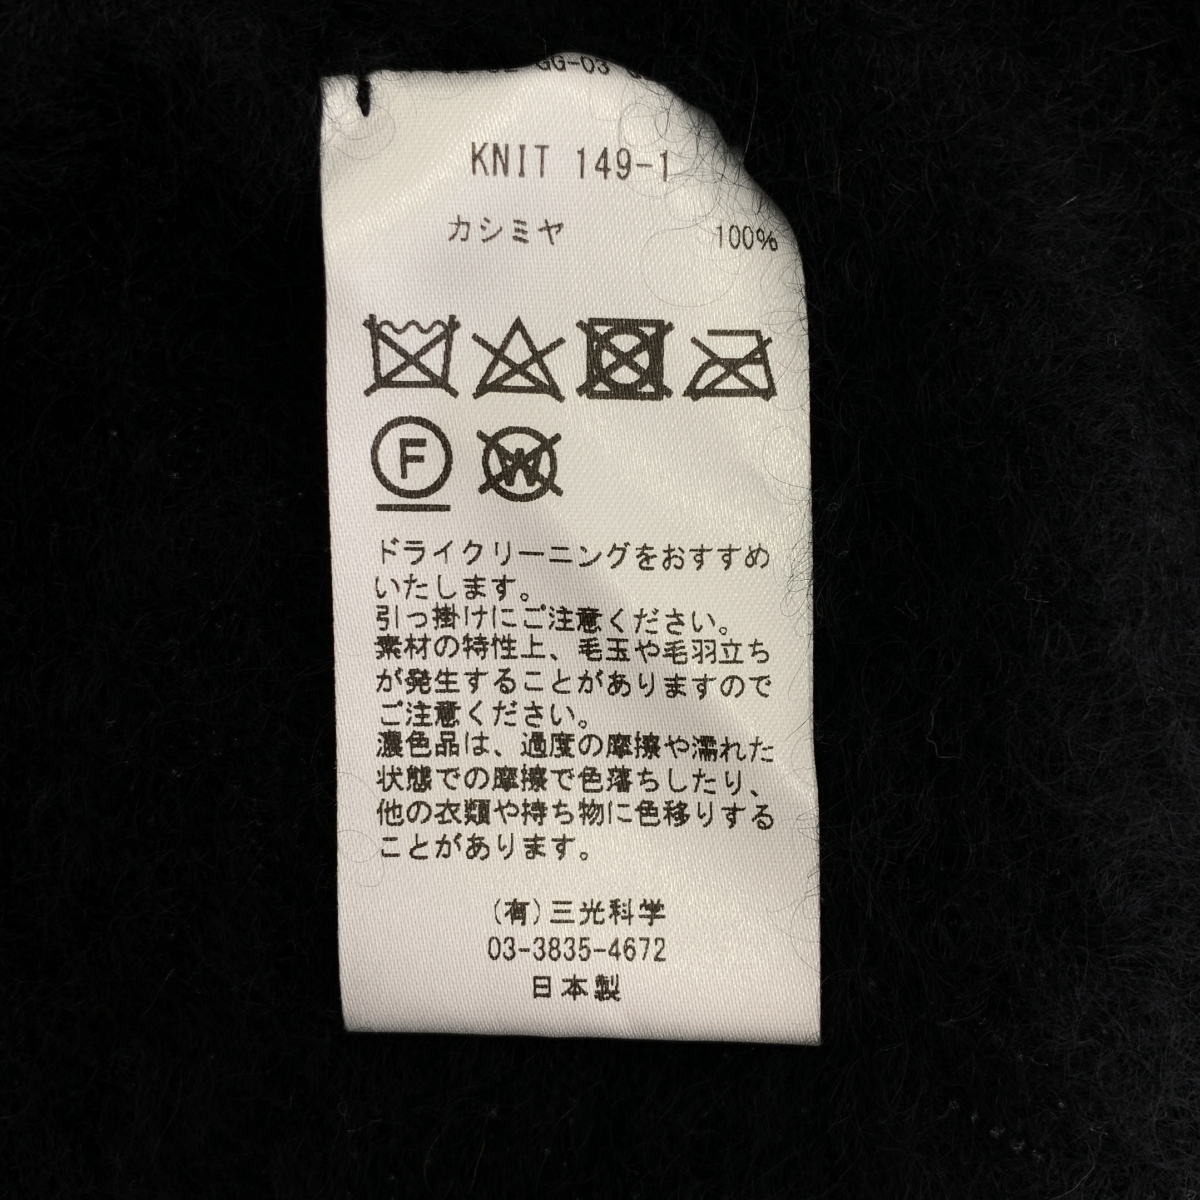 GG-03
KNIT 149-1
カシミヤ 100%
F W
ドライクリーニングをおすすめ
いたします。
引っ掛けにご注意ください。
素材の特性上、毛玉や毛羽立ち
が発生することがありますので
ご注意ください。
濃色品は、過度の摩擦や濡れた
状態での摩擦で色落ちしたり、
他の衣類や持ち物に色移りする
ことがあります。
(有)三光科学
03-3835-4672
日本製